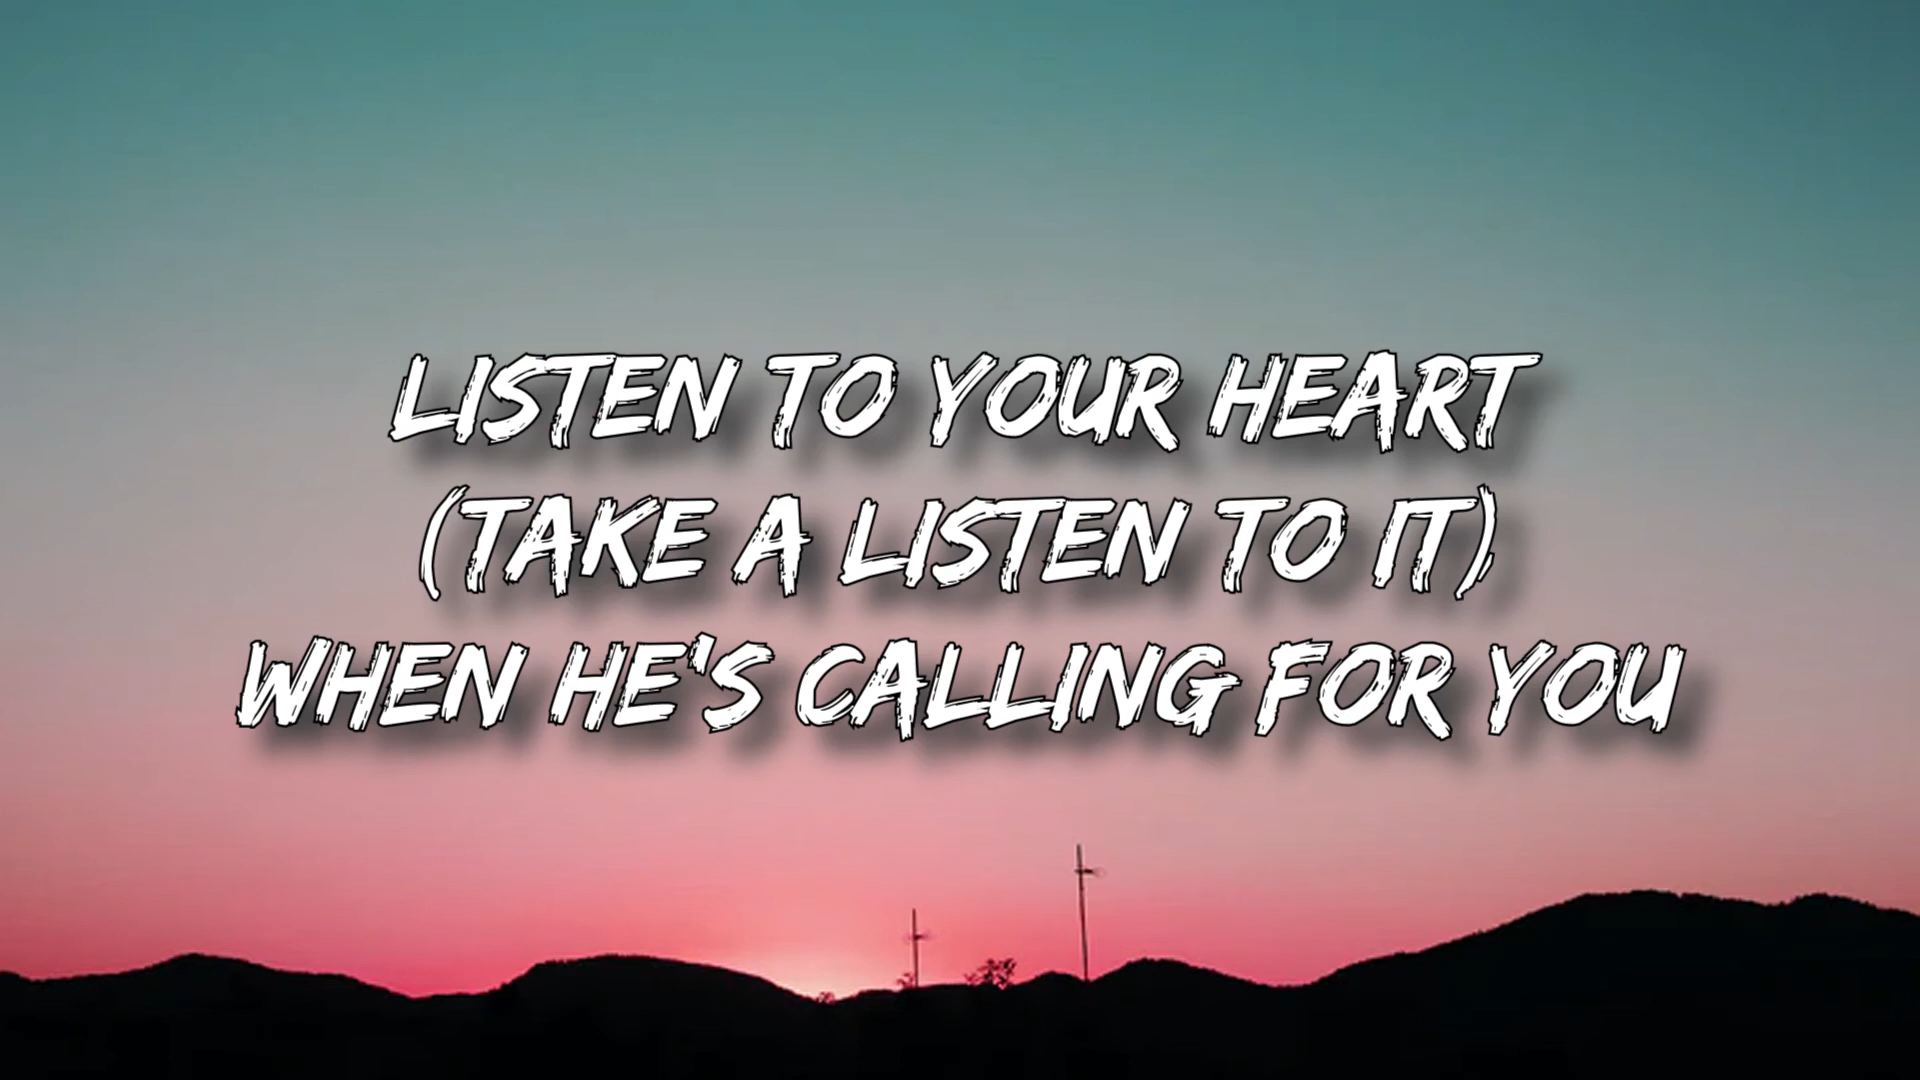 LISTEN TO YOUR HEART
(TAKE A LISTEN TO IT)
WHEN HE'S CALLING FOR YOU